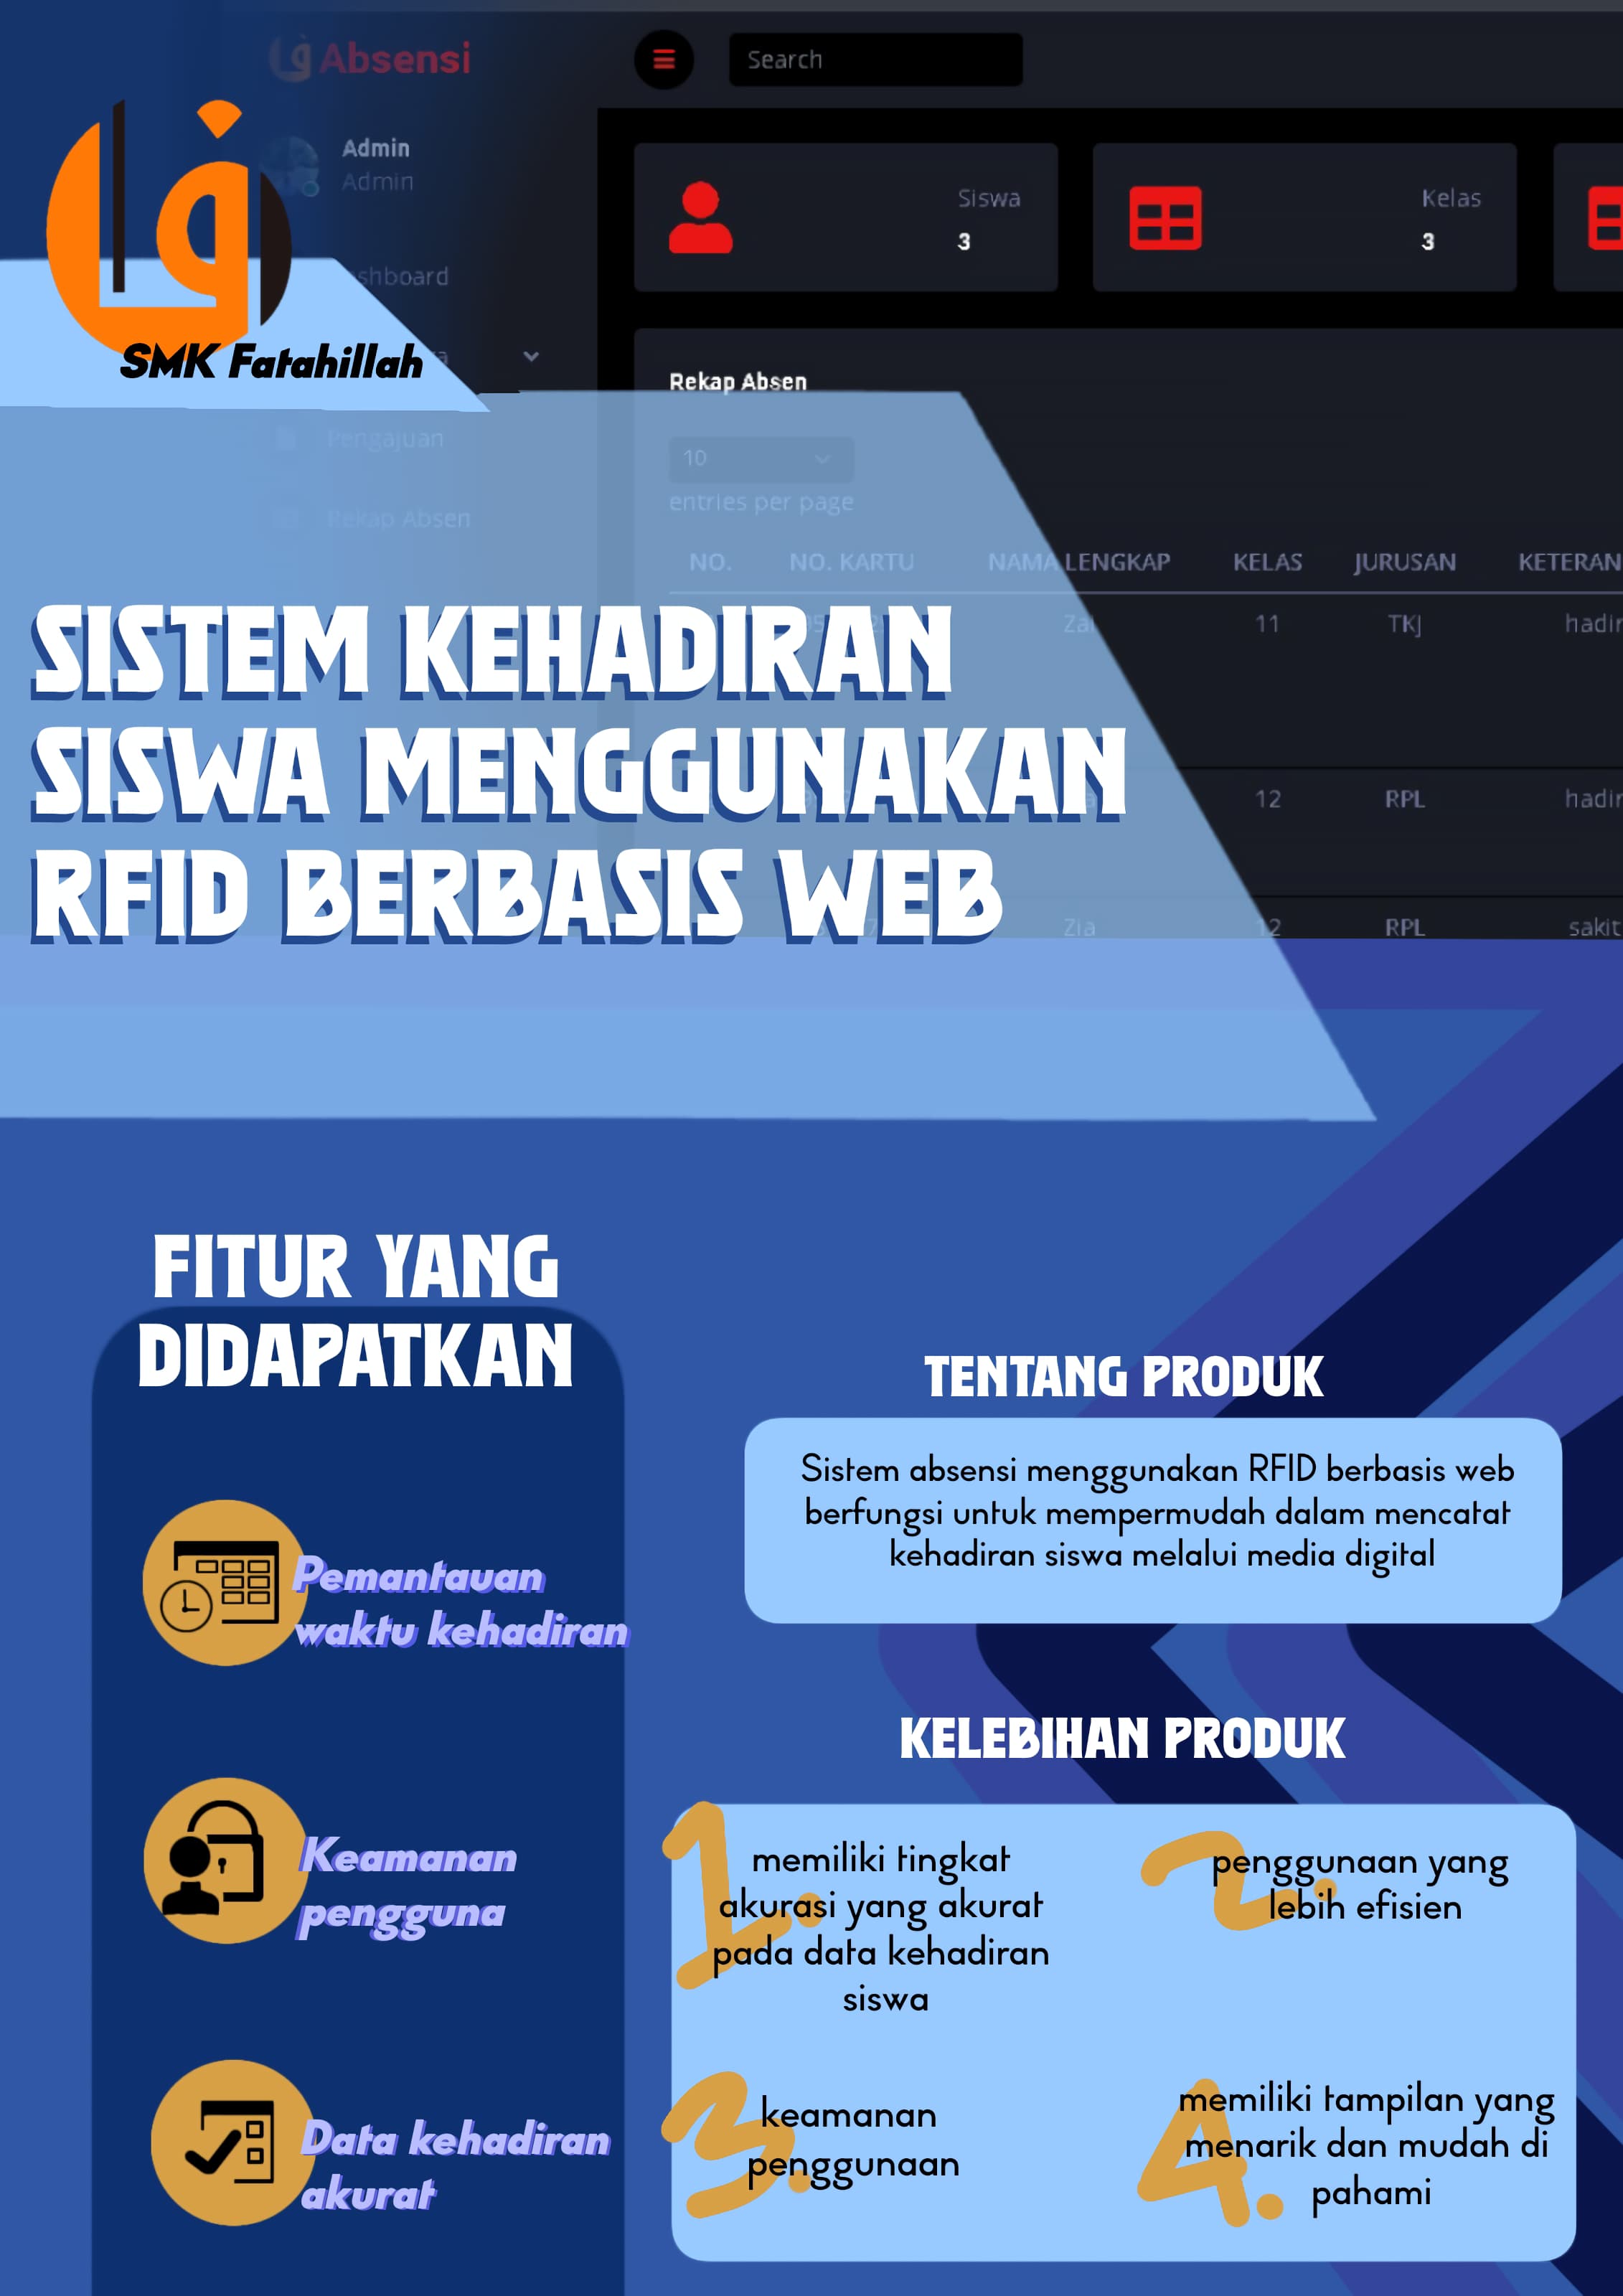 Absensi
Search
Admin
Admin
Siswa
3
Kelas
3
SMK Fatahillah
Rekap Absen
Pengajuan
10
entries per page
Rekap Absen
NO. NO. KARTU NAMA LENGKAP KELAS JURUSAN
11 TKJ
12 RPL
Zia 12 RPL sakit
SISTEM KEHADIRAN
SISWA MENGGUNAKAN
RFID BERBASIS WEB
FITUR YANG
DIDAPATKAN
Pemantauan
waktu kehadiran
Keamanan
pengguna
Data kehadiran
akurat
TENTANG PRODUK
Sistem absensi menggunakan RFID berbasis web
berfungsi untuk mempermudah dalam mencatat
kehadiran siswa melalui media digital
KELEBIHAN PRODUK
1.
memiliki tingkat
akurasi yang akurat
pada data kehadiran
siswa
2.
penggunaan yang
lebih efisien
3.
keamanan
penggunaan
4.
memiliki tampilan yang
menarik dan mudah di
pahami